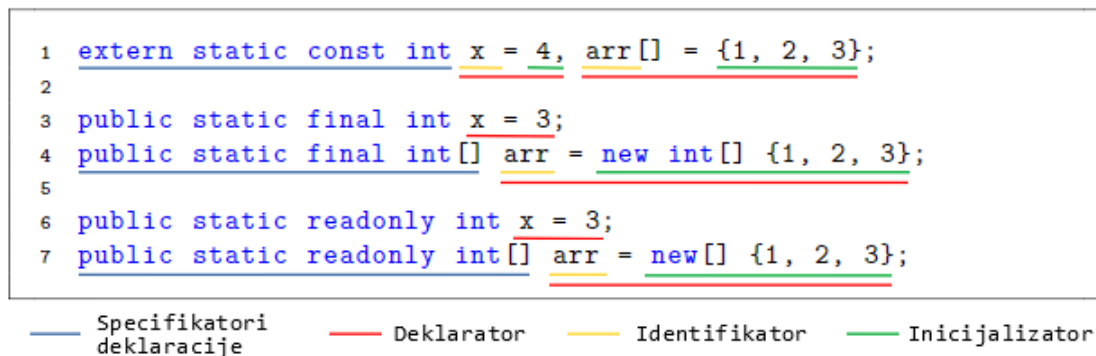 1 extern static const int x = 4, arr[] = {1, 2, 3};
2
3 public static final int x = 3;
4 public static final int[] arr = new int[] {1, 2, 3};
5
6 public static readonly int x = 3;
7 public static readonly int[] arr = new[] {1, 2, 3};
Specifikatori deklaracije
Deklarator
Identifikator
Inicijalizator